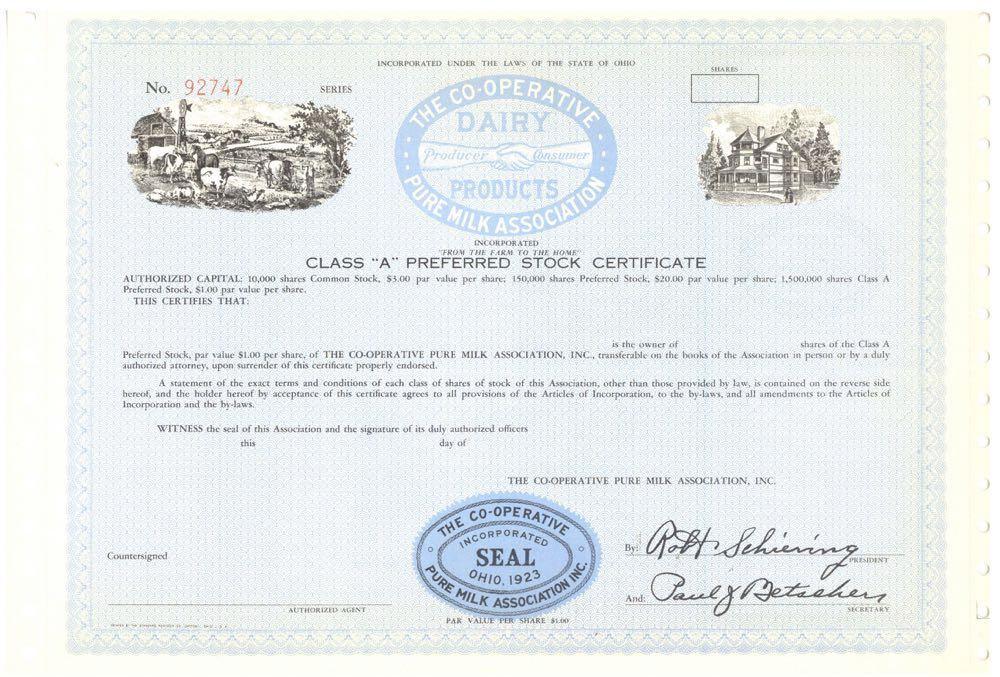 INCORPORATED UNDER THE LAWS OF THE STATE OF OHIO
SHARES
No. 92747
SERIES
THE CO-OPERATIVE
DAIRY
Producer Consumer
PRODUCTS
PURE MILK ASSOCIATION
INCORPORATED
"FROM THE FARM TO THE HOME"
CLASS "A" PREFERRED STOCK CERTIFICATE
AUTHORIZED CAPITAL: 10,000 shares Common Stock, $3.00 par value per share; 150,000 shares Preferred Stock, $20.00 par value per share; 1,500,000 shares Class A
Preferred Stock, $1.00 par value per share.
THIS CERTIFIES THAT:
is the owner of shares of the Class A
Preferred Stock, par value $1.00 per share, of THE CO-OPERATIVE PURE MILK ASSOCIATION, INC., transferable on the books of the Association in person or by a duly
authorized attorney, upon surrender of this certificate properly endorsed.
A statement of the exact terms and conditions of each class of shares of stock of this Association, other than those provided by law, is contained on the reverse side
hereof, and the holder hereof by acceptance of this certificate agrees to all provisions of the Articles of Incorporation, to the by-laws, and all amendments to the Articles of
Incorporation and the by-laws.
WITNESS the seal of this Association and the signature of its duly authorized officers
this day of
THE CO-OPERATIVE PURE MILK ASSOCIATION, INC.
THE CO-OPERATIVE
INCORPORATED
SEAL
OHIO, 1923
PURE MILK ASSOCIATION INC.
By: Robt Schiering
PRESIDENT
Countersigned
And: Paul J Betschers
SECRETARY
AUTHORIZED AGENT
PAR VALUE PER SHARE $1.00